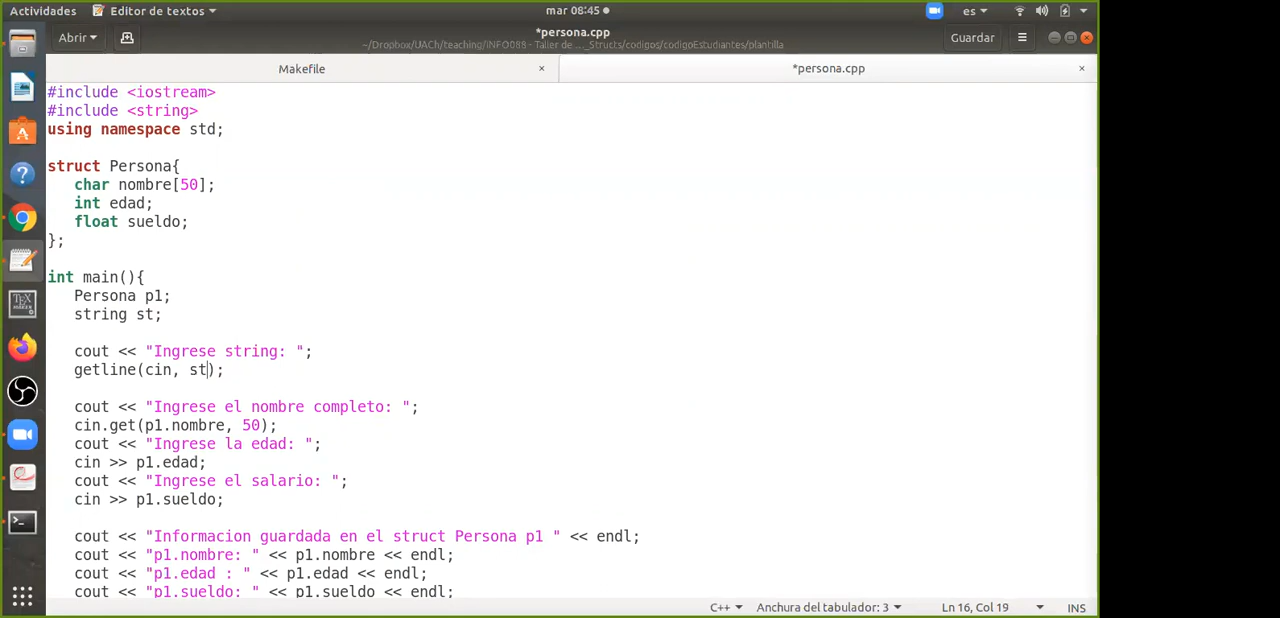 Actividades Editor de textos mar 08:45 es
Abrir *persona.cpp Guardar
~/Dropbox/UACh/teaching/INFO088 - Taller de ..._Structs/codigos/codigoEstudiantes/plantilla
Makefile × *persona.cpp ×
#include <iostream>
#include <string>
using namespace std;
struct Persona{
char nombre[50];
int edad;
float sueldo;
};
int main(){
Persona p1;
string st;
cout << "Ingrese string: ";
getline(cin, st);
cout << "Ingrese el nombre completo: ";
cin.get(p1.nombre, 50);
cout << "Ingrese la edad: ";
cin >> p1.edad;
cout << "Ingrese el salario: ";
cin >> p1.sueldo;
cout << "Informacion guardada en el struct Persona p1 " << endl;
cout << "p1.nombre: " << p1.nombre << endl;
cout << "p1.edad : " << p1.edad << endl;
cout << "p1.sueldo: " << p1.sueldo << endl;
C++ Anchura del tabulador: 3 Ln 16, Col 19 INS